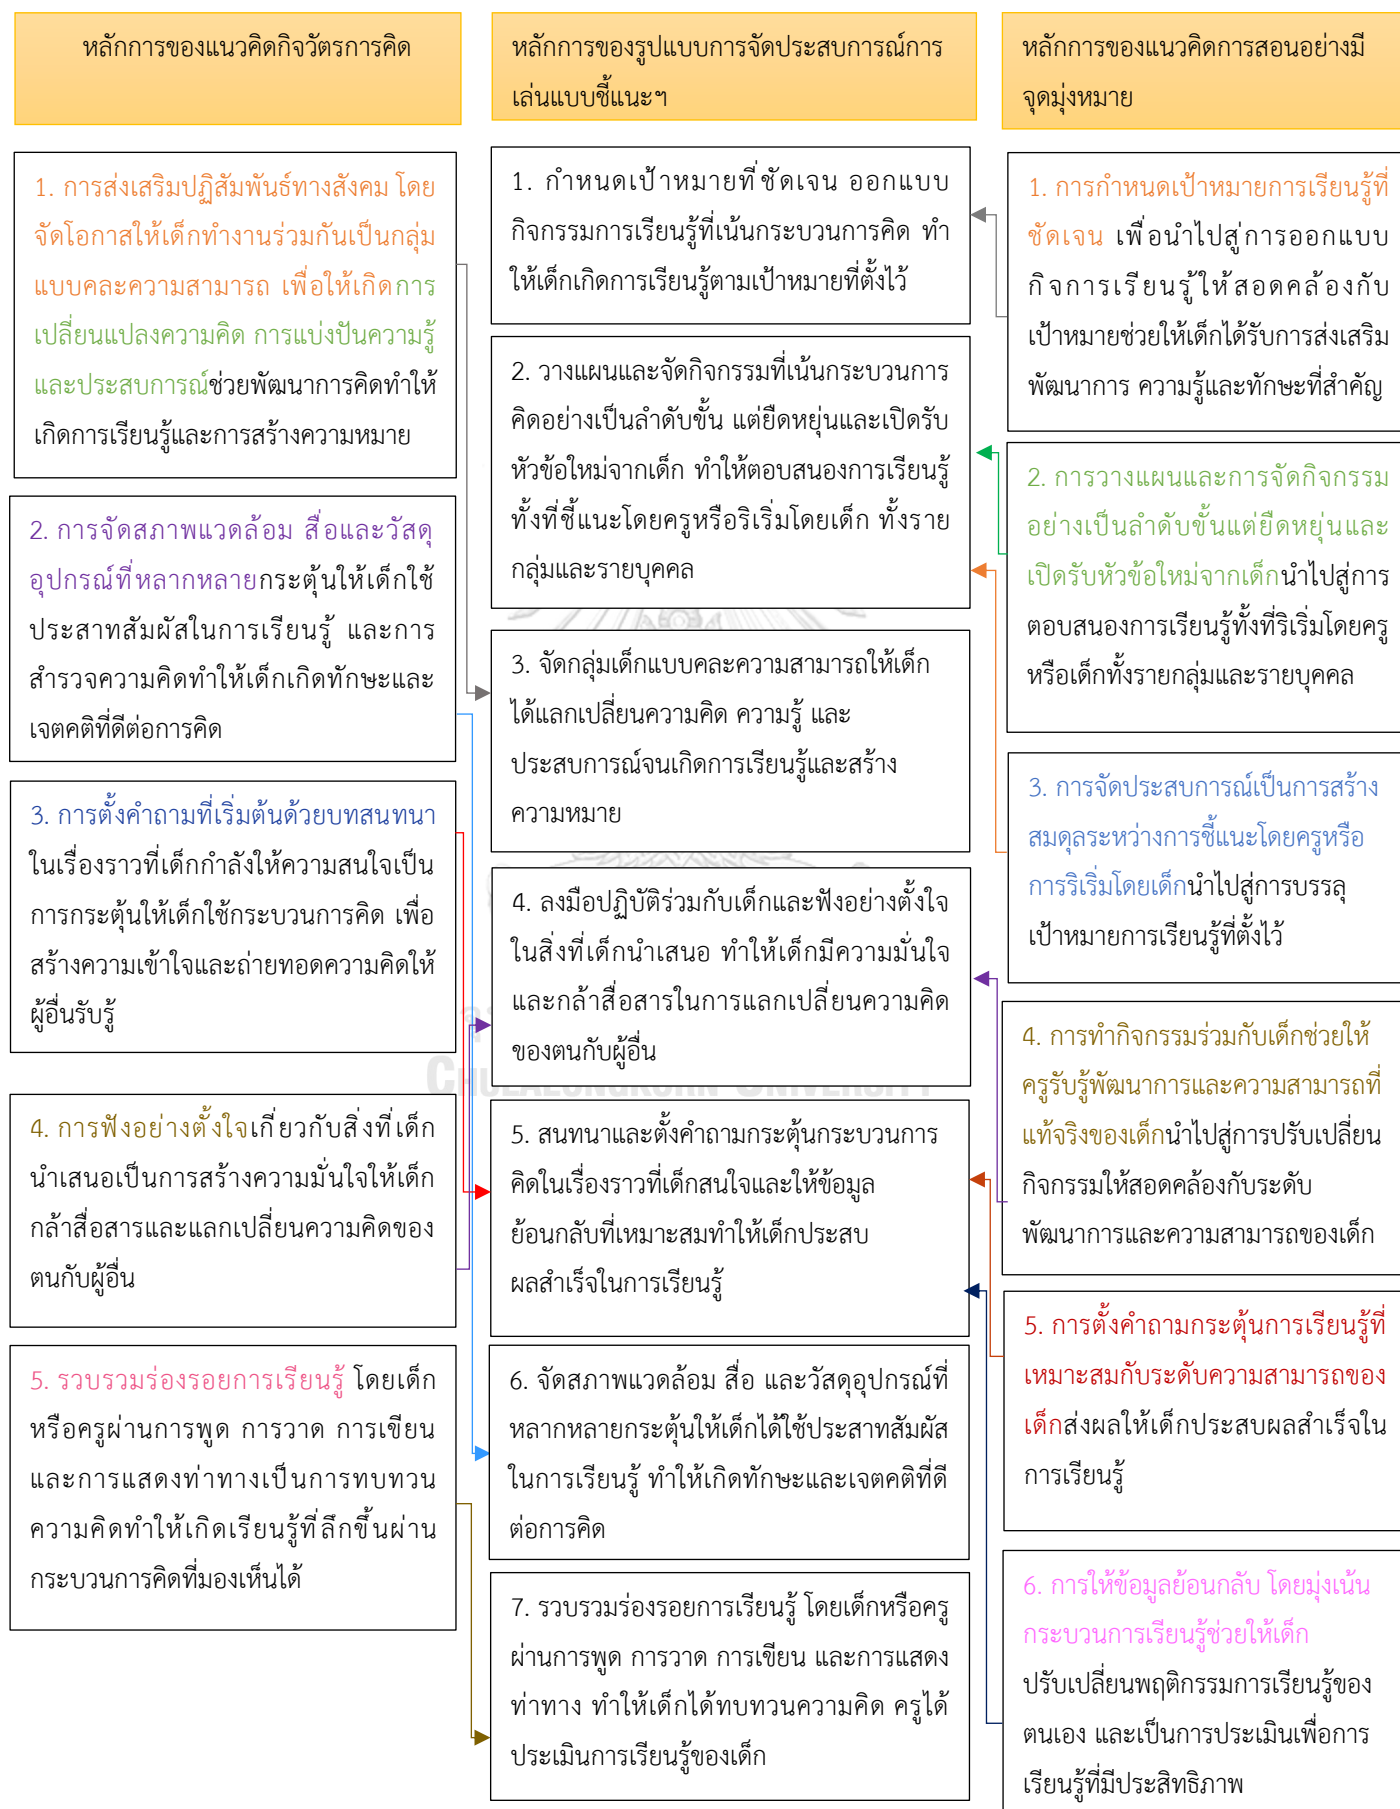 หลักการของแนวคิดกิจวัตรการคิด
หลักการของรูปแบบการจัดประสบการณ์การ
เล่นแบบชี้แนะฯ
หลักการของแนวคิดการสอนอย่างมี
จุดมุ่งหมาย
1. การส่งเสริมปฏิสัมพันธ์ทางสังคม โดย
จัดโอกาสให้เด็กทำงานร่วมกันเป็นกลุ่ม
แบบคละความสามารถ เพื่อให้เกิดการ
เปลี่ยนแปลงความคิด การแบ่งปันความรู้
และประสบการณ์ช่วยพัฒนาการคิดทำให้
เกิดการเรียนรู้และการสร้างความหมาย
2. การจัดสภาพแวดล้อม สื่อและวัสดุ
อุปกรณ์ที่หลากหลายกระตุ้นให้เด็กใช้
ประสาทสัมผัสในการเรียนรู้ และการ
สำรวจความคิดทำให้เด็กเกิดทักษะและ
เจตคติที่ดีต่อการคิด
3. การตั้งคำถามที่เริ่มต้นด้วยบทสนทนา
ในเรื่องราวที่เด็กกำลังให้ความสนใจเป็น
การกระตุ้นให้เด็กใช้กระบวนการคิด เพื่อ
สร้างความเข้าใจและถ่ายทอดความคิดให้
ผู้อื่นรับรู้
4. การฟังอย่างตั้งใจเกี่ยวกับสิ่งที่เด็ก
นำเสนอเป็นการสร้างความมั่นใจให้เด็ก
กล้าสื่อสารและแลกเปลี่ยนความคิดของ
ตนกับผู้อื่น
5. รวบรวมร่องรอยการเรียนรู้ โดยเด็ก
หรือครูผ่านการพูด การวาด การเขียน
และการแสดงท่าทางเป็นการทบทวน
ความคิดทำให้เกิดเรียนรู้ที่ลึกขึ้นผ่าน
กระบวนการคิดที่มองเห็นได้
1. กำหนดเป้าหมายที่ชัดเจน ออกแบบ
กิจกรรมการเรียนรู้ที่เน้นกระบวนการคิด ทำ
ให้เด็กเกิดการเรียนรู้ตามเป้าหมายที่ตั้งไว้
2. วางแผนและจัดกิจกรรมที่เน้นกระบวนการ
คิดอย่างเป็นลำดับขั้น แต่ยืดหยุ่นและเปิดรับ
หัวข้อใหม่จากเด็ก ทำให้ตอบสนองการเรียนรู้
ทั้งที่ชี้แนะโดยครูหรือริเริ่มโดยเด็ก ทั้งราย
กลุ่มและรายบุคคล
3. จัดกลุ่มเด็กแบบคละความสามารถให้เด็ก
ได้แลกเปลี่ยนความคิด ความรู้ และ
ประสบการณ์จนเกิดการเรียนรู้และสร้าง
ความหมาย
4. ลงมือปฏิบัติร่วมกับเด็กและฟังอย่างตั้งใจ
ในสิ่งที่เด็กนำเสนอ ทำให้เด็กมีความมั่นใจ
และกล้าสื่อสารในการแลกเปลี่ยนความคิด
ของตนกับผู้อื่น
CHULALONGKORN UNIVERSITY
5. สนทนาและตั้งคำถามกระตุ้นกระบวนการ
คิดในเรื่องราวที่เด็กสนใจและให้ข้อมูล
ย้อนกลับที่เหมาะสมทำให้เด็กประสบ
ผลสำเร็จในการเรียนรู้
6. จัดสภาพแวดล้อม สื่อ และวัสดุอุปกรณ์ที่
หลากหลายกระตุ้นให้เด็กได้ใช้ประสาทสัมผัส
ในการเรียนรู้ ทำให้เกิดทักษะและเจตคติที่ดี
ต่อการคิด
7. รวบรวมร่องรอยการเรียนรู้ โดยเด็กหรือครู
ผ่านการพูด การวาด การเขียน และการแสดง
ท่าทาง ทำให้เด็กได้ทบทวนความคิด ครูได้
ประเมินการเรียนรู้ของเด็ก
1. การกำหนดเป้าหมายการเรียนรู้ที่
ชัดเจน เพื่อนำไปสู่การออกแบบ
กิจการเรียนรู้ให้สอดคล้องกับ
เป้าหมายช่วยให้เด็กได้รับการส่งเสริม
พัฒนาการ ความรู้และทักษะที่สำคัญ
2. การวางแผนและการจัดกิจกรรม
อย่างเป็นลำดับขั้นแต่ยืดหยุ่นและ
เปิดรับหัวข้อใหม่จากเด็กนำไปสู่การ
ตอบสนองการเรียนรู้ทั้งที่ริเริ่มโดยครู
หรือเด็กทั้งรายกลุ่มและรายบุคคล
3. การจัดประสบการณ์เป็นการสร้าง
สมดุลระหว่างการชี้แนะโดยครูหรือ
การริเริ่มโดยเด็กนำไปสู่การบรรลุ
เป้าหมายการเรียนรู้ที่ตั้งไว้
4. การทำกิจกรรมร่วมกับเด็กช่วยให้
ครูรับรู้พัฒนาการและความสามารถที่
แท้จริงของเด็กนำไปสู่การปรับเปลี่ยน
กิจกรรมให้สอดคล้องกับระดับ
พัฒนาการและความสามารถของเด็ก
5. การตั้งคำถามกระตุ้นการเรียนรู้ที่
เหมาะสมกับระดับความสามารถของ
เด็กส่งผลให้เด็กประสบผลสำเร็จใน
การเรียนรู้
6. การให้ข้อมูลย้อนกลับ โดยมุ่งเน้น
กระบวนการเรียนรู้ช่วยให้เด็ก
ปรับเปลี่ยนพฤติกรรมการเรียนรู้ของ
ตนเอง และเป็นการประเมินเพื่อการ
เรียนรู้ที่มีประสิทธิภาพ